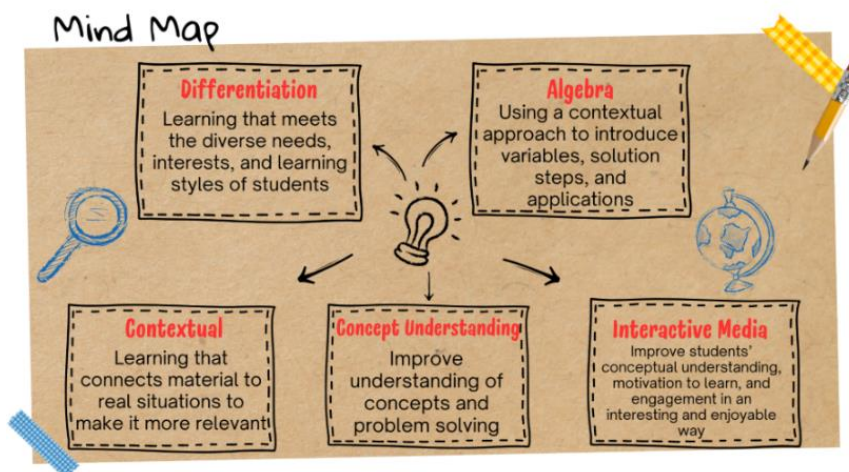 Mind Map
Differentiation
Learning that meets
the diverse needs,
interests, and learning
styles of students
Algebra
Using a contextual
approach to introduce
variables, solution
steps, and
applications
Contextual
Learning that
connects material to
real situations to
make it more relevant
Concept Understanding
Improve
understanding of
concepts and
problem solving
Interactive Media
Improve students’
conceptual understanding,
motivation to learn, and
engagement in an
interesting and enjoyable
way